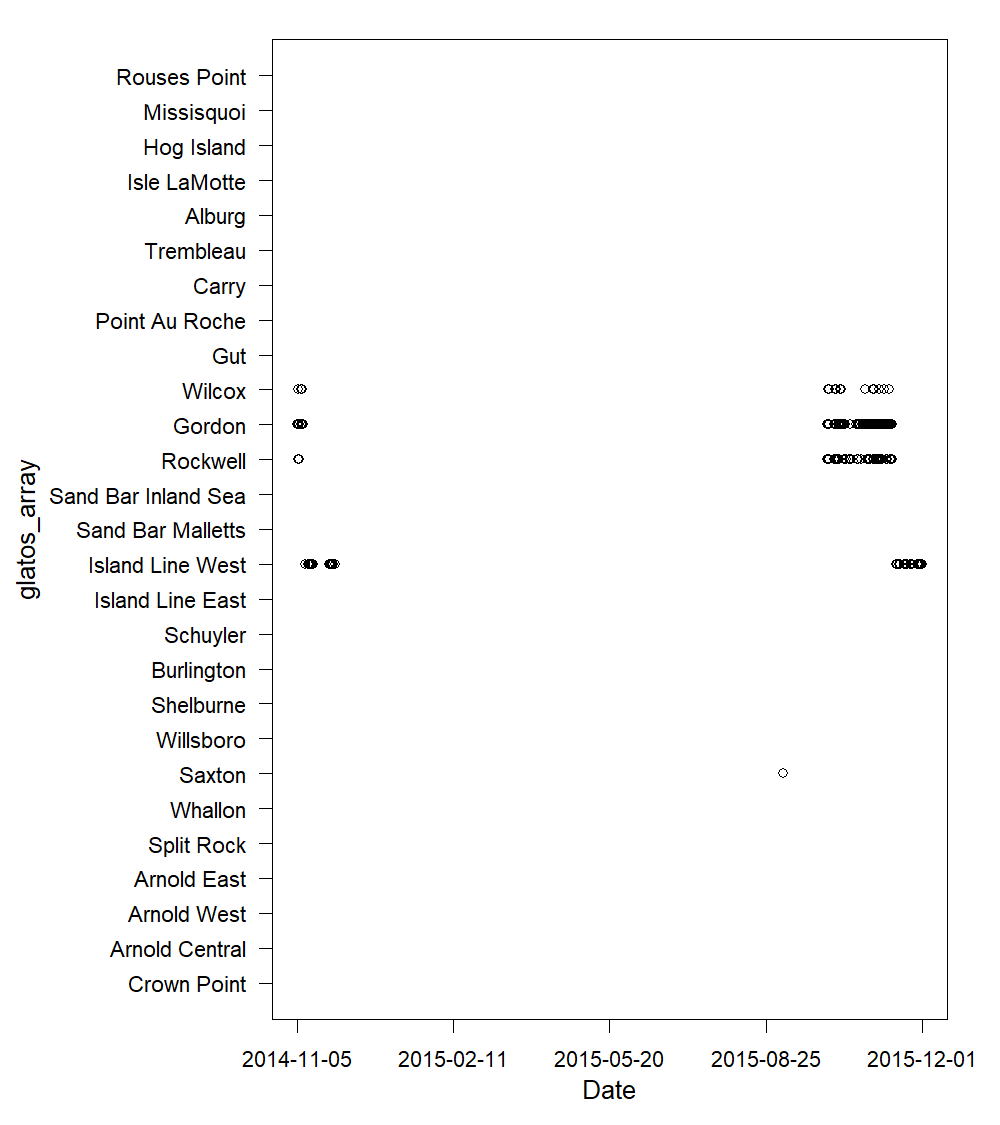 Rouses Point
Missisquoi
Hog Island
Isle LaMotte
Alburg
Trembleau
Carry
Point Au Roche
Gut
Wilcox
Gordon
Rockwell
Sand Bar Inland Sea
Sand Bar Malletts
Island Line West
Island Line East
Schuyler
Burlington
Shelburne
Willsboro
Saxton
Whallon
Split Rock
Arnold East
Arnold West
Arnold Central
Crown Point
glatos_array
2014-11-05 2015-02-11 2015-05-20 2015-08-25 2015-12-01
Date